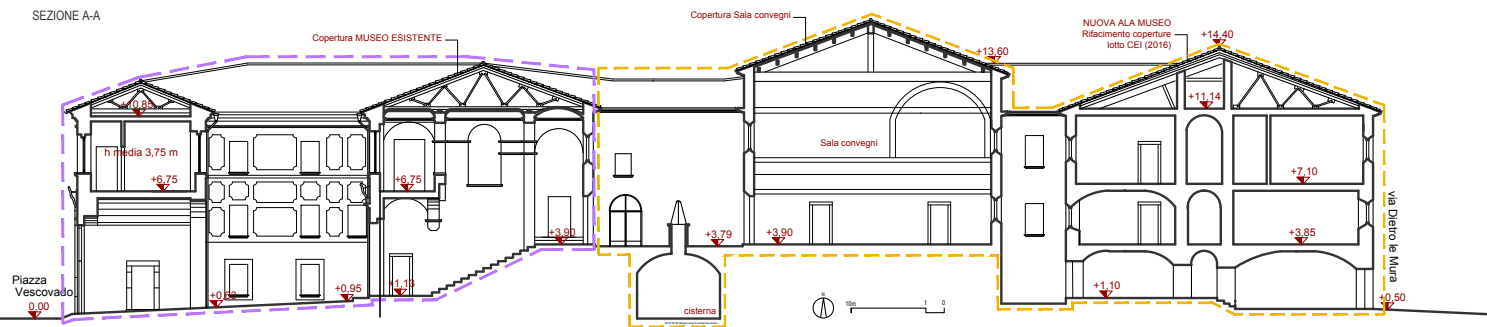 SEZIONE A-A
Copertura MUSEO ESISTENTE
Copertura Sala convegni
NUOVA ALA MUSEO
Rifacimento coperture
lotto CEI (2016)
+14,40
+13,60
+10,85
+11,14
h media 3,75 m
Sala convegni
+6,75
+6,75
+7,10
+3,90
+3,79
+3,90
+3,85
via Dietro le Mura
Piazza
Vescovado
0,00
+0,95
+1,13
+1,10
+0,50
cisterna
10m
1
0